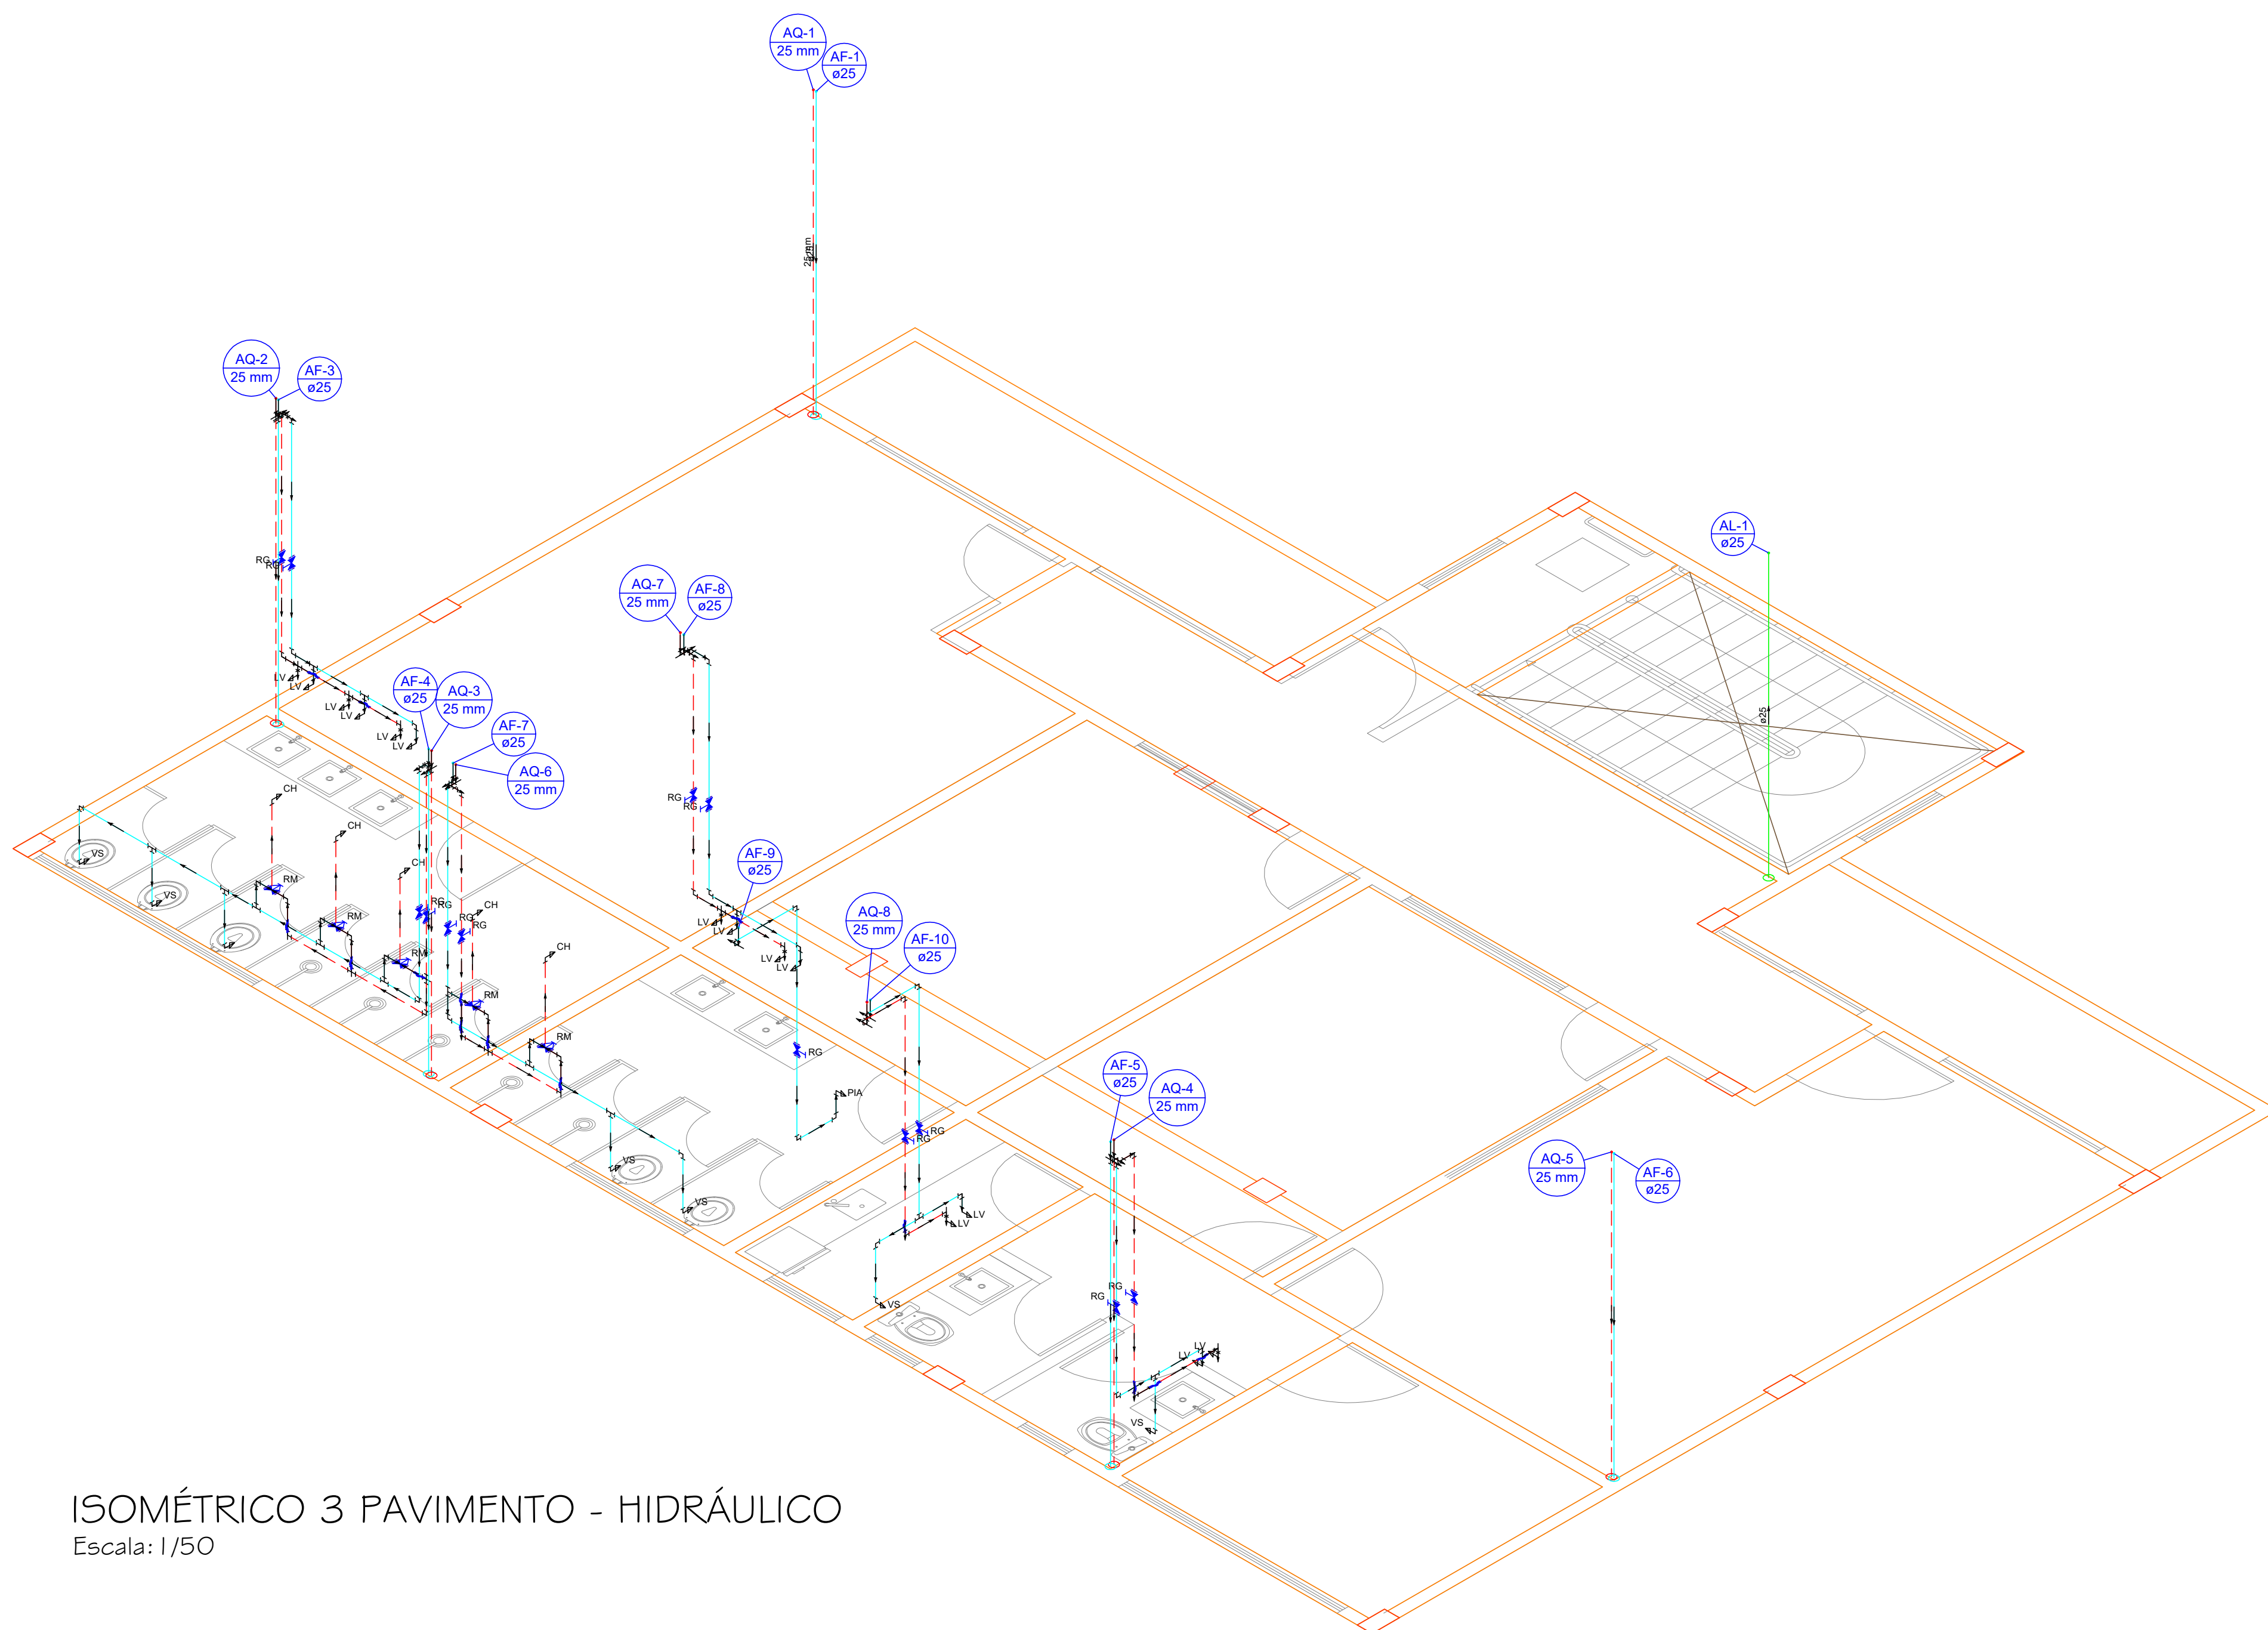 AQ-1
25 mm
AF-1
ø25
25 mm
AQ-2
25 mm
AF-3
ø25
AL-1
ø25
RG
RG
AQ-7
25 mm
AF-8
ø25
LV
LV
LV
LV
LV
LV
AF-4
ø25
AQ-3
25 mm
AF-7
ø25
AQ-6
25 mm
ø25
CH
CH
CH
CH
CH
RG
RG
VS
VS
RM
RM
RM
RM
RM
RG
RG
RG
RG
AF-9
ø25
LV
LV
LV
LV
AQ-8
25 mm
AF-10
ø25
RG
PIA
RG
RG
AF-5
ø25
AQ-4
25 mm
AQ-5
25 mm
AF-6
ø25
VS
VS
LV
LV
VS
RG
RG
LV
LV
VS
ISOMÉTRICO 3 PAVIMENTO - HIDRÁULICO
Escala: 1/50